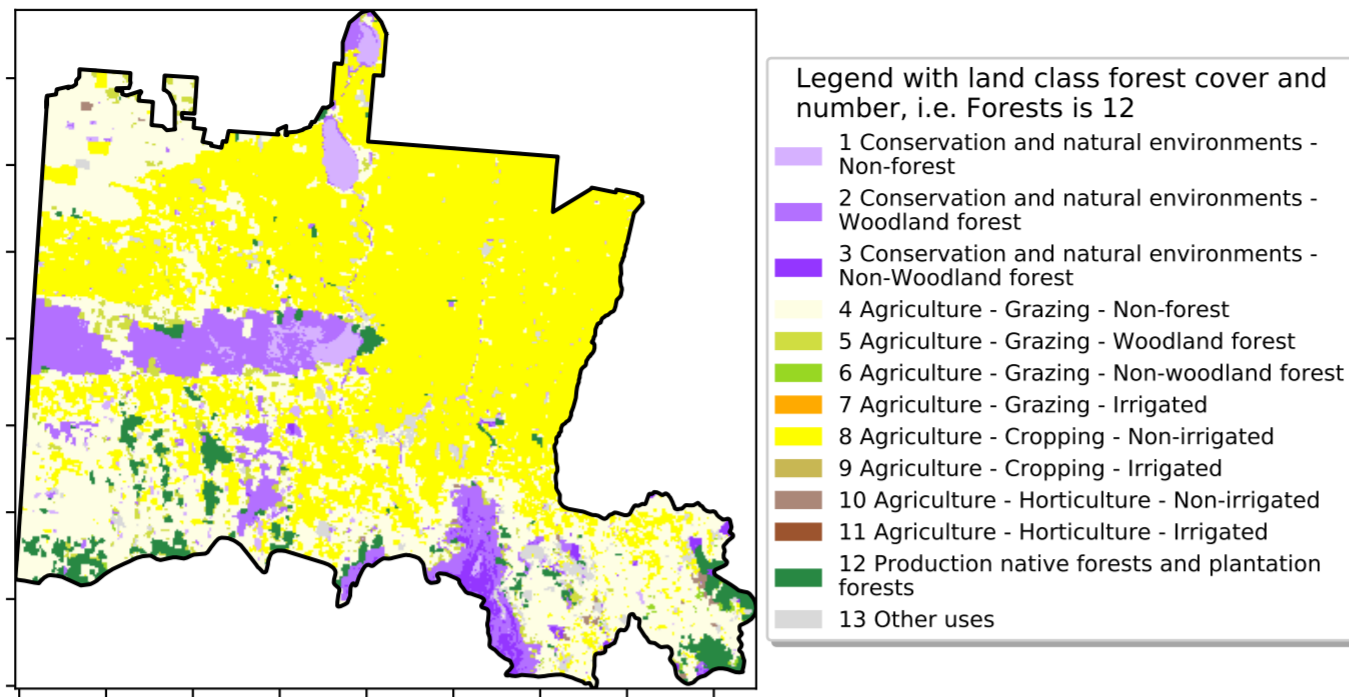 Legend with land class forest cover and
number, i.e. Forests is 12
1 Conservation and natural environments -
Non-forest
2 Conservation and natural environments -
Woodland forest
3 Conservation and natural environments -
Non-Woodland forest
4 Agriculture - Grazing - Non-forest
5 Agriculture - Grazing - Woodland forest
6 Agriculture - Grazing - Non-woodland forest
7 Agriculture - Grazing - Irrigated
8 Agriculture - Cropping - Non-irrigated
9 Agriculture - Cropping - Irrigated
10 Agriculture - Horticulture - Non-irrigated
11 Agriculture - Horticulture - Irrigated
12 Production native forests and plantation
forests
13 Other uses